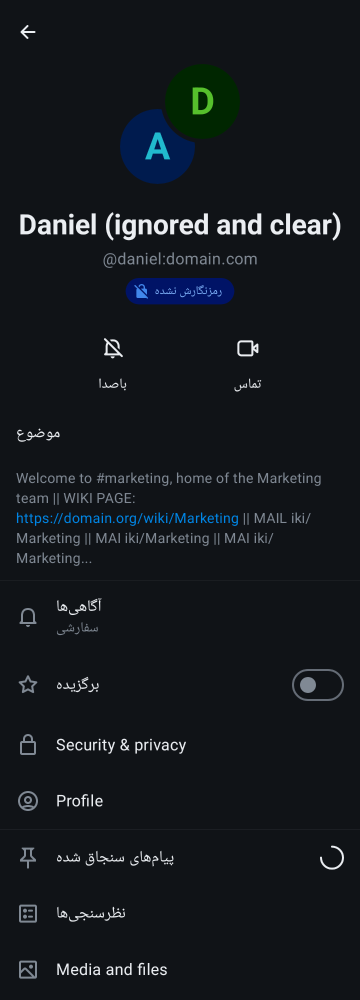 D
A
Daniel (ignored and clear)
@daniel:domain.com
رمزنگارش نشده
باصدا
تماس
موضوع
Welcome to #marketing, home of the Marketing
team || WIKI PAGE:
https://domain.org/wiki/Marketing || MAIL iki/
Marketing || MAI iki/Marketing || MAI iki/
Marketing...
آگاهی‌ها
سفارشی
برگزیده
Security & privacy
Profile
پیام‌های سنجاق شده
نظرسنجی‌ها
Media and files